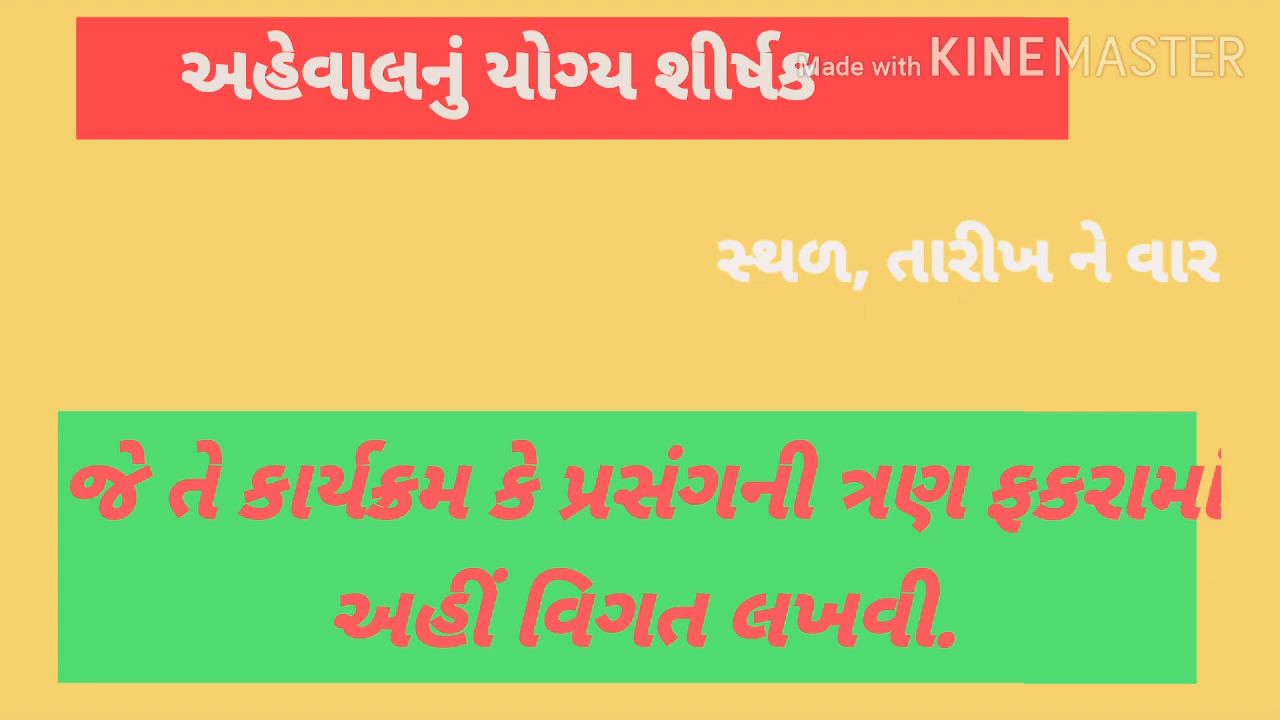 અહેવાલનું યોગ્ય શીર્ષક
Made with KINEMASTER
સ્થળ, તારીખ ને વાર
જે તે કાર્યક્રમ કે પ્રસંગની ત્રણ ફકરામાં
અહીં વિગત લખવી.